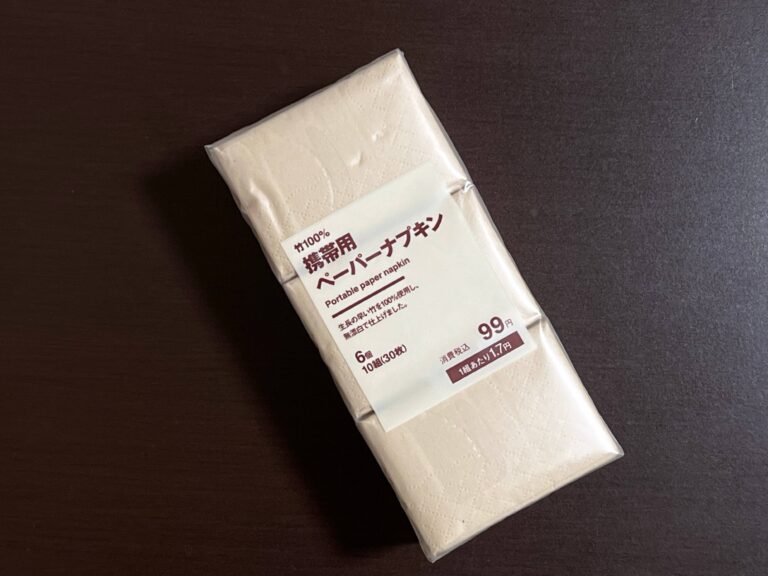 竹100%
携帯用
ペーパーナプキン
Portable paper napkin
生長の早い竹を100%使用し、
無漂白で仕上げました。
6個
10組(30枚)
消費税込 99円
1組あたり1.7円